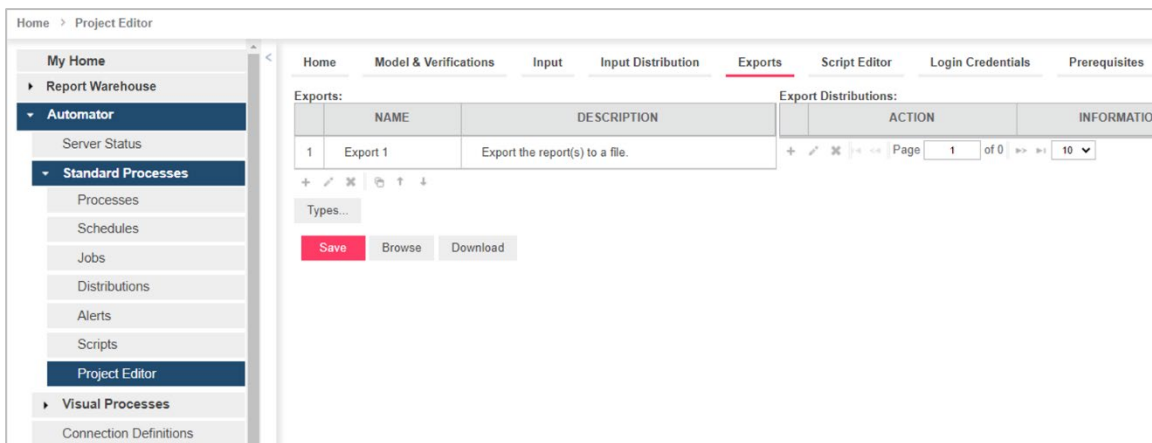 Home > Project Editor
My Home
Report Warehouse
Automator
Server Status
Standard Processes
Processes
Schedules
Jobs
Distributions
Alerts
Scripts
Project Editor
Visual Processes
Connection Definitions
<
Home Model & Verifications Input Input Distribution Exports Script Editor Login Credentials Prerequisites
Exports:
NAME DESCRIPTION
1 Export 1 Export the report(s) to a file.
Types...
Save Browse Download
Export Distributions:
ACTION INFORMATIO
Page 1 of 0 10